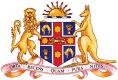 ORTA RECENS QUAM PURA NITES